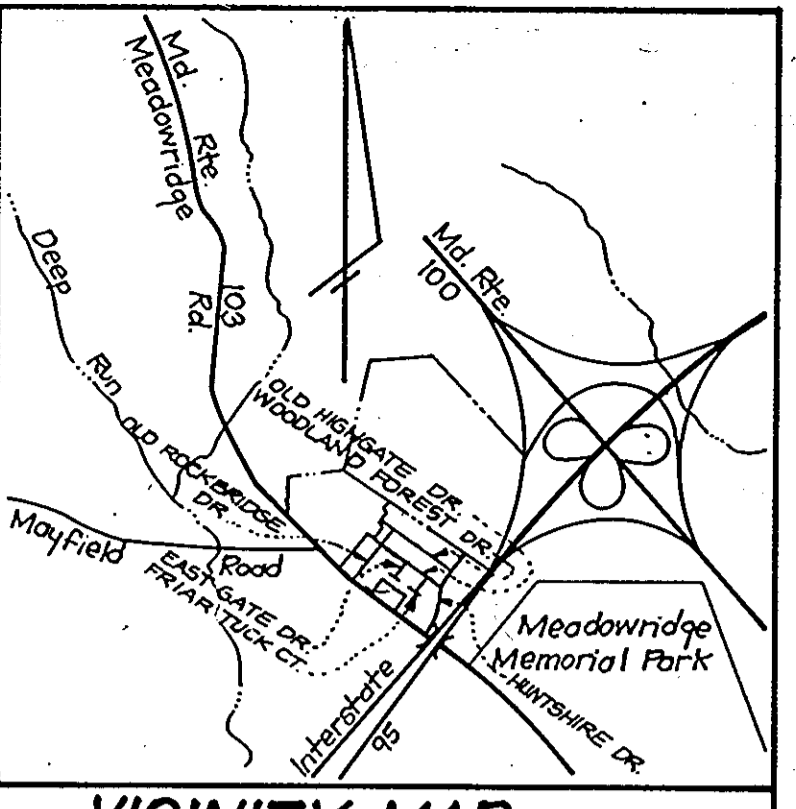 Md. Rte. 103
Meadowridge Rd.
Deep Run
Md. Rte.
100
OLD HIGHGATE DR.
WOODLAND FOREST DR.
OLD ROCKBRIDGE
DR.
Mayfield Road
EAST GATE DR.
FRIAR TUCK CT.
Meadowridge
Memorial Park
HUNTSHIRE DR.
Interstate
95
VICINITY MAP